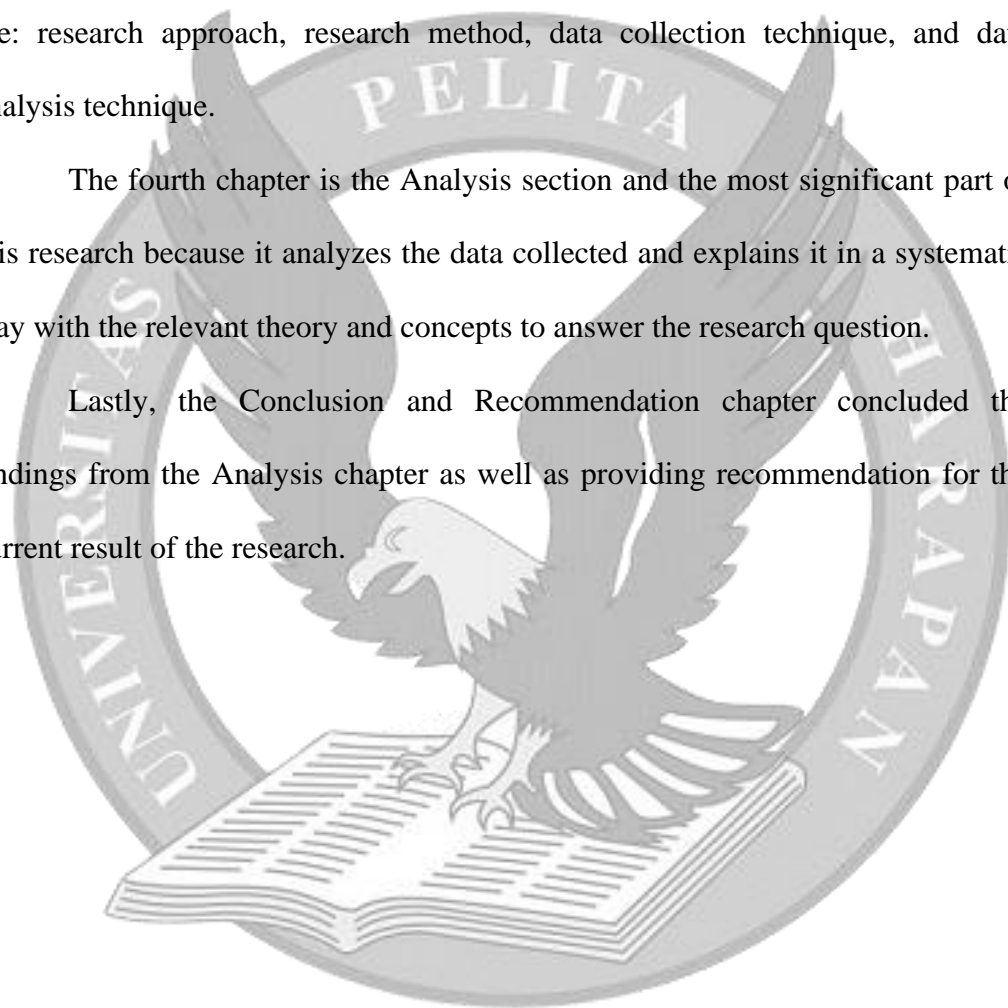 e: research approach, research method, data collection technique, and da
nalysis technique.
The fourth chapter is the Analysis section and the most significant part o
is research because it analyzes the data collected and explains it in a systemat
ay with the relevant theory and concepts to answer the research question.
Lastly, the Conclusion and Recommendation chapter concluded th
ndings from the Analysis chapter as well as providing recommendation for th
urrent result of the research.
UNIVERSITAS PELITA HARAPAN